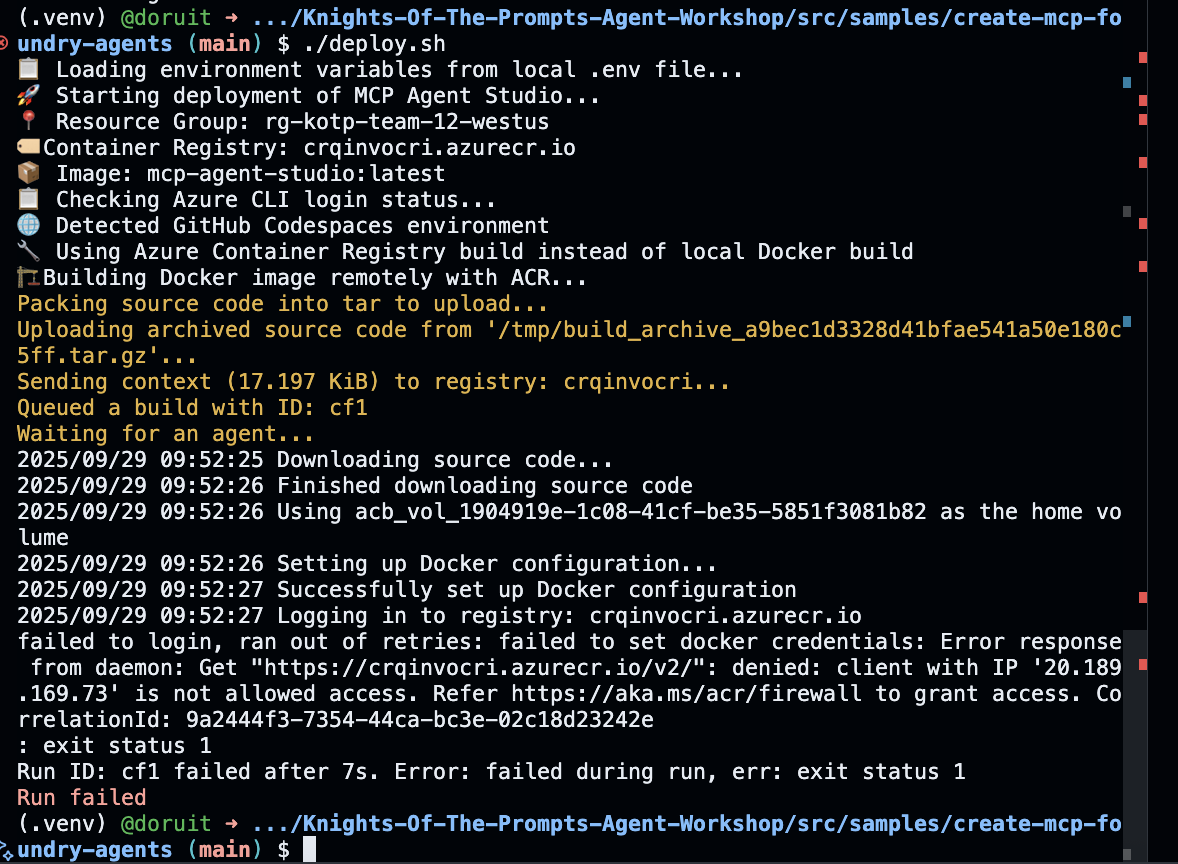 (.venv) @doruit ➜ .../Knights-Of-The-Prompts-Agent-Workshop/src/samples/create-mcp-fo
undry-agents (main) $ ./deploy.sh
📋 Loading environment variables from local .env file...
🚀 Starting deployment of MCP Agent Studio...
📍 Resource Group: rg-kotp-team-12-westus
🏷️Container Registry: crqinvocri.azurecr.io
📦 Image: mcp-agent-studio:latest
📋 Checking Azure CLI login status...
🌐 Detected GitHub Codespaces environment
🔧 Using Azure Container Registry build instead of local Docker build
🏗️Building Docker image remotely with ACR...
Packing source code into tar to upload...
Uploading archived source code from '/tmp/build_archive_a9bec1d3328d41bfae541a50e180c
5ff.tar.gz'...
Sending context (17.197 KiB) to registry: crqinvocri...
Queued a build with ID: cf1
Waiting for an agent...
2025/09/29 09:52:25 Downloading source code...
2025/09/29 09:52:26 Finished downloading source code
2025/09/29 09:52:26 Using acb_vol_1904919e-1c08-41cf-be35-5851f3081b82 as the home vo
lume
2025/09/29 09:52:26 Setting up Docker configuration...
2025/09/29 09:52:27 Successfully set up Docker configuration
2025/09/29 09:52:27 Logging in to registry: crqinvocri.azurecr.io
failed to login, ran out of retries: failed to set docker credentials: Error response
 from daemon: Get "https://crqinvocri.azurecr.io/v2/": denied: client with IP '20.189
.169.73' is not allowed access. Refer https://aka.ms/acr/firewall to grant access. Co
rrelationId: 9a2444f3-7354-44ca-bc3e-02c18d23242e
: exit status 1
Run ID: cf1 failed after 7s. Error: failed during run, err: exit status 1
Run failed
(.venv) @doruit ➜ .../Knights-Of-The-Prompts-Agent-Workshop/src/samples/create-mcp-fo
undry-agents (main) $